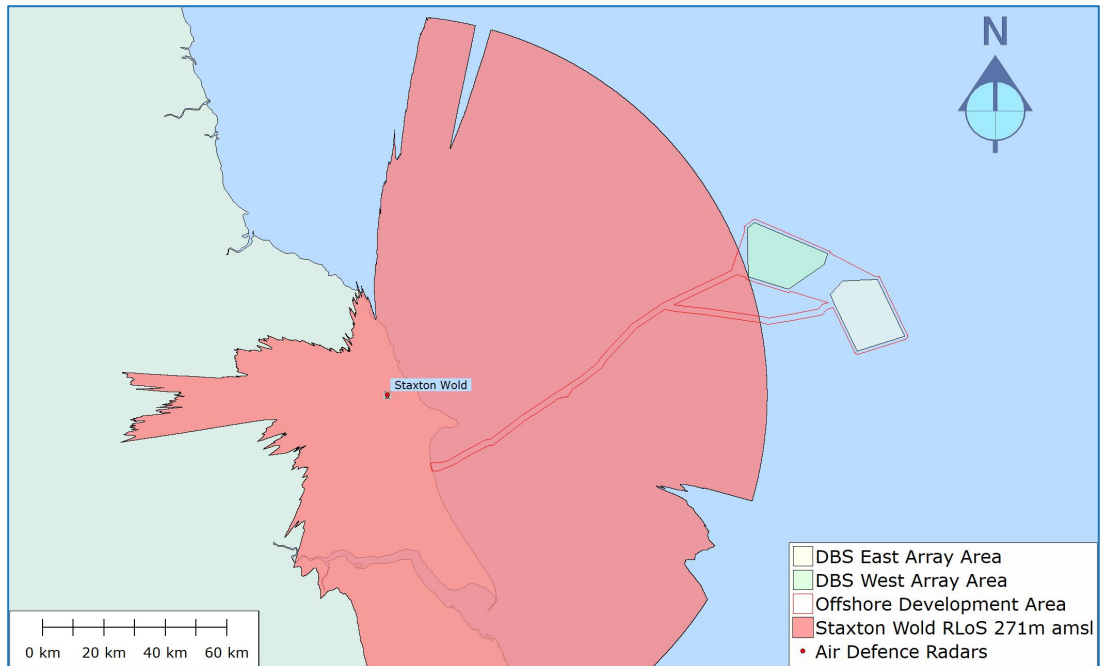 N
Staxton Wold
DBS East Array Area
DBS West Array Area
Offshore Development Area
Staxton Wold RLoS 271m amsl
Air Defence Radars
0 km 20 km 40 km 60 km